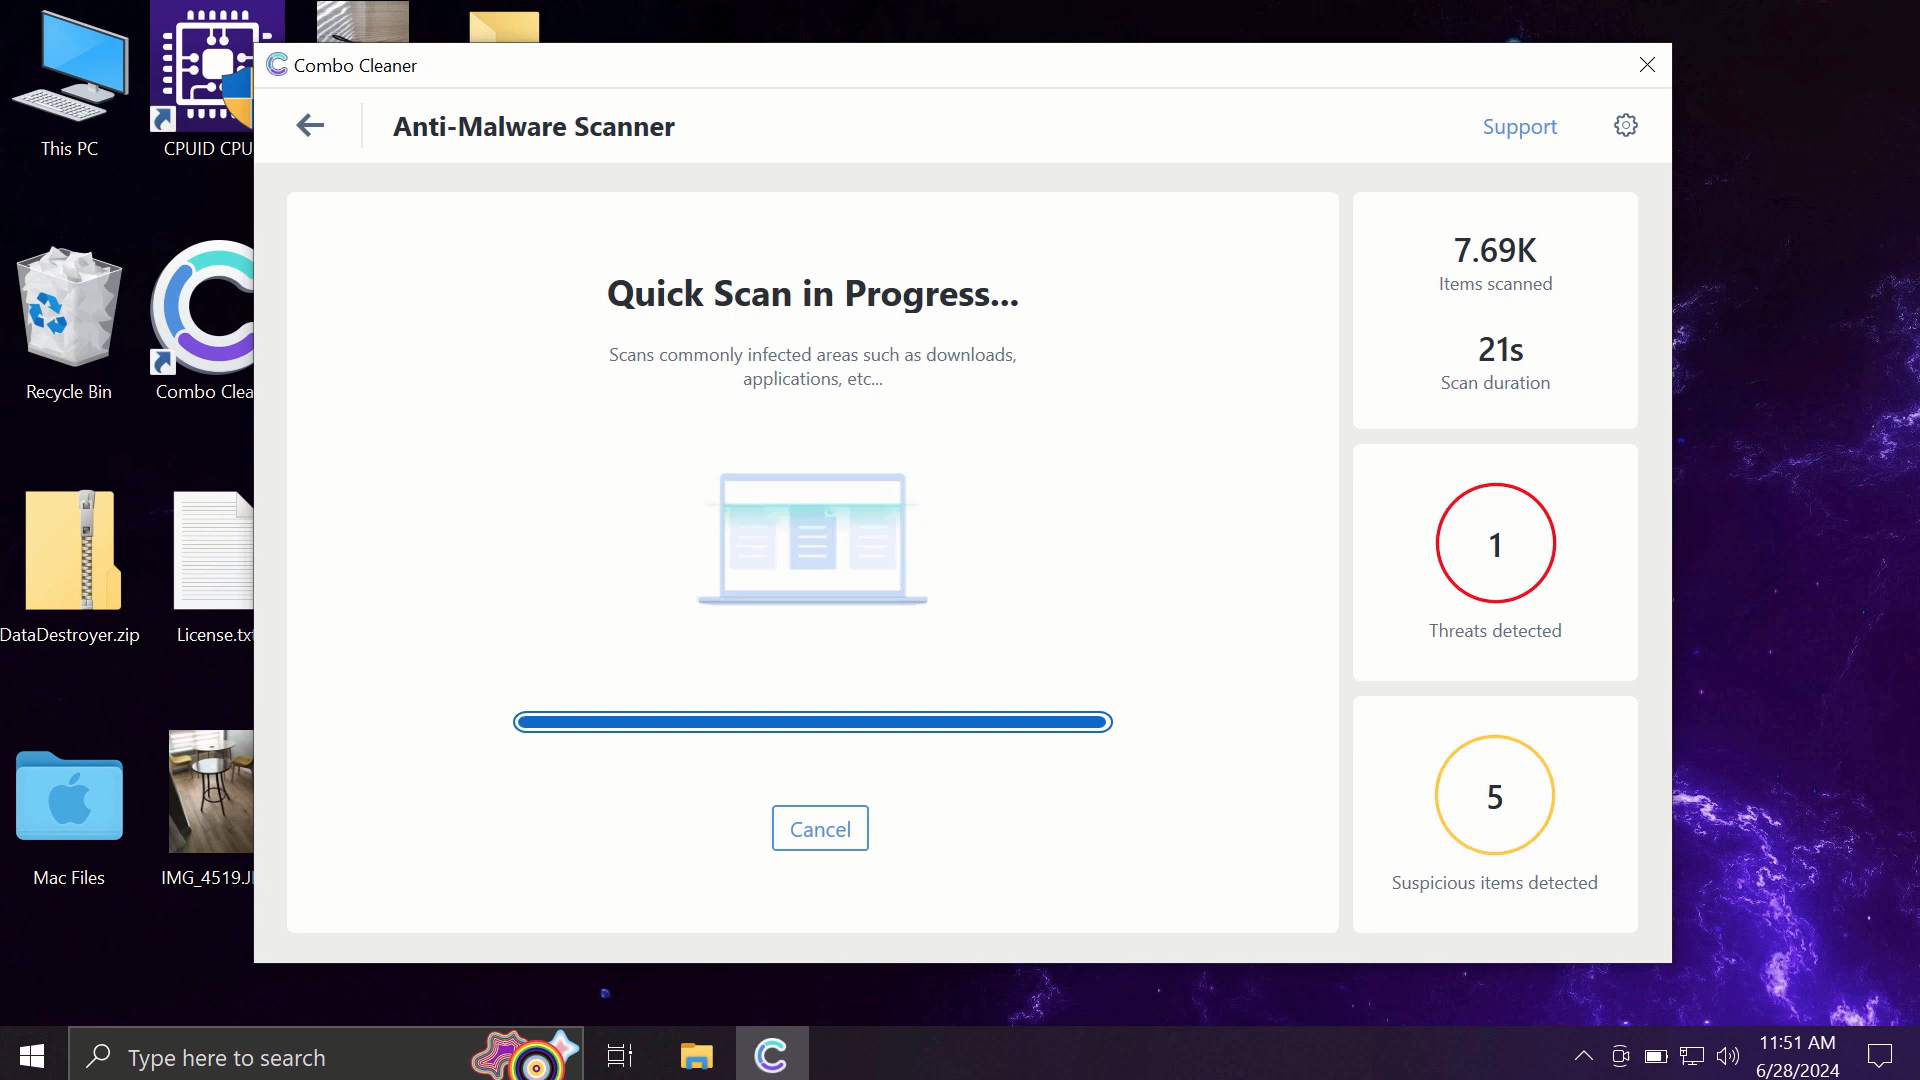 This PC
CPUID CPU
Recycle Bin
Combo Clea
DataDestroyer.zip
License.txt
Mac Files
IMG_4519.J
Combo Cleaner
Anti-Malware Scanner
Support
Quick Scan in Progress...
Scans commonly infected areas such as downloads,
applications, etc...
Cancel
7.69K
Items scanned
21s
Scan duration
1
Threats detected
5
Suspicious items detected
Type here to search
11:51 AM
6/28/2024